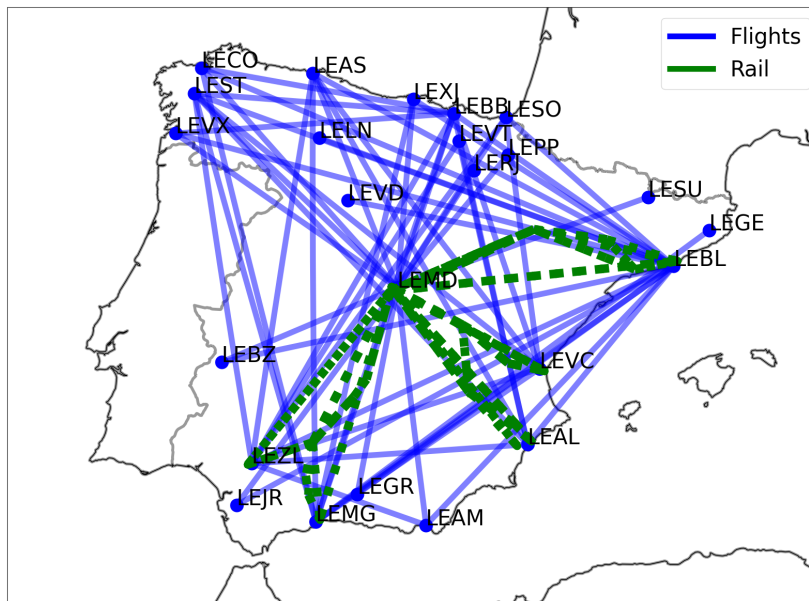 Flights
Rail
LECO
LEAS
LEST
LEXJ
LEBB
LESO
LEVX
LELN
LEVT
LEPP
LERJ
LEVD
LESU
LEGE
LEBL
LEMD
LEBZ
LEVC
LEAL
LEZL
LEGR
LEJR
LEMG
LEAM